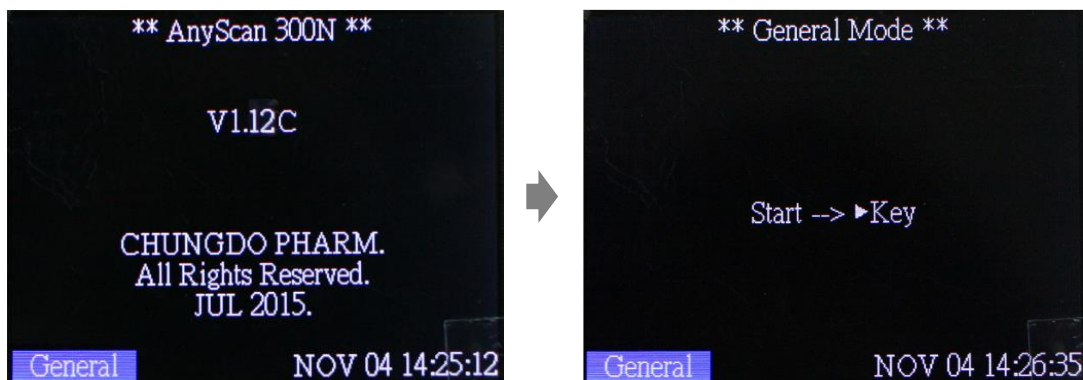 ** AnyScan 300N **
V1.12C
CHUNGDO PHARM.
All Rights Reserved.
JUL 2015.
General
NOV 04 14:25:12
** General Mode **
Start --> ▶Key
General
NOV 04 14:26:35